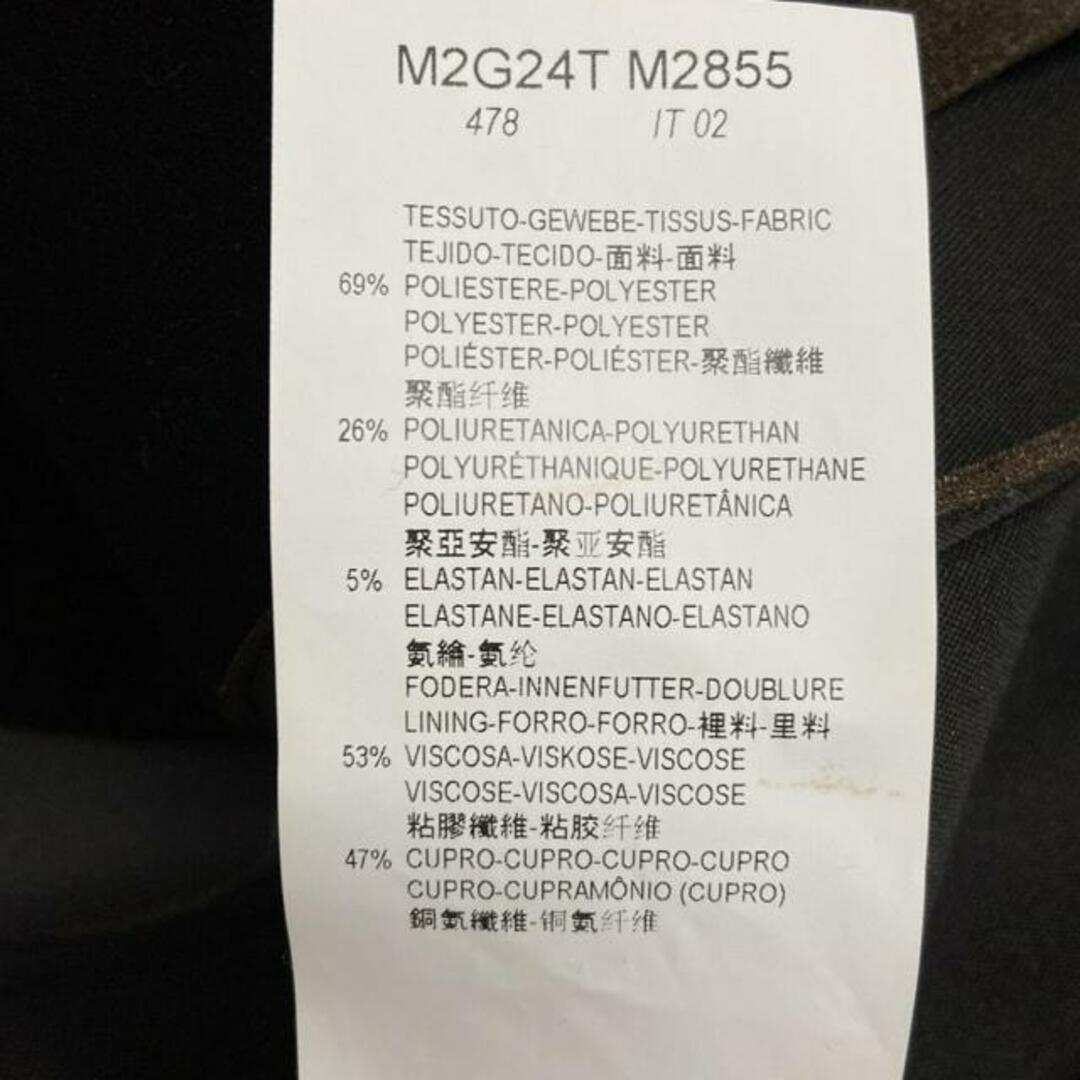 M2G24T M2855
478 IT 02
TESSUTO-GEWEBE-TISSUS-FABRIC
TEJIDO-TECIDO-面料-面料
69% POLIESTERE-POLYESTER
POLYESTER-POLYESTER
POLIÉSTER-POLIÉSTER-聚酯纖維
聚酯纤维
26% POLIURETANICA-POLYURETHAN
POLYURÉTHANIQUE-POLYURETHANE
POLIURETANO-POLIURETÂNICA
聚亞安酯-聚亚安酯
5% ELASTAN-ELASTAN-ELASTAN
ELASTANE-ELASTANO-ELASTANO
氨綸-氨纶
FODERA-INNENFUTTER-DOUBLURE
LINING-FORRO-FORRO-裡料-里料
53% VISCOSA-VISKOSE-VISCOSE
VISCOSE-VISCOSA-VISCOSE
粘膠纖維-粘胶纤维
47% CUPRO-CUPRO-CUPRO-CUPRO
CUPRO-CUPRAMÔNIO (CUPRO)
銅氨纖維-铜氨纤维